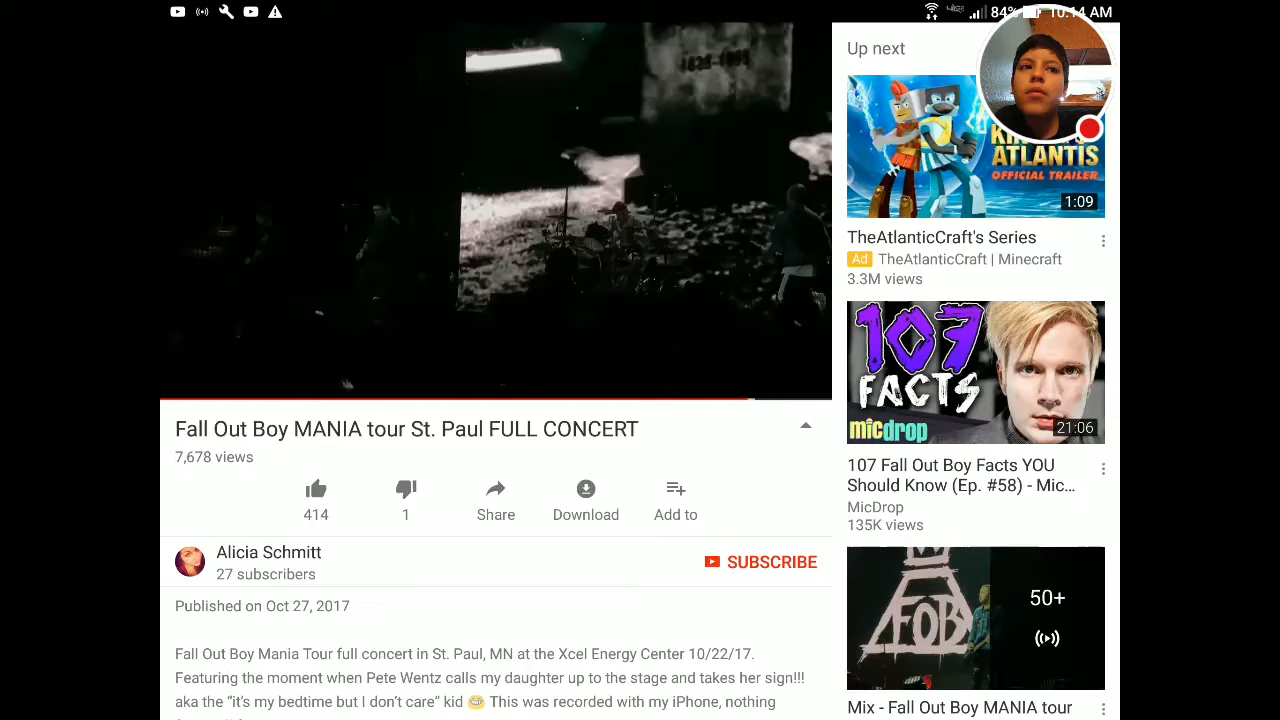 84%
10:14 AM
1826-1996
Up next
ATLANTIS
OFFICIAL TRAILER
1:09
TheAtlanticCraft's Series
Ad TheAtlanticCraft | Minecraft
3.3M views
107
FACTS
micdrop
21:06
107 Fall Out Boy Facts YOU
Should Know (Ep. #58) - Mic...
MicDrop
135K views
FOB
50+
Mix - Fall Out Boy MANIA tour
Fall Out Boy MANIA tour St. Paul FULL CONCERT
7,678 views
414
1
Share
Download
Add to
Alicia Schmitt
27 subscribers
SUBSCRIBE
Published on Oct 27, 2017
Fall Out Boy Mania Tour full concert in St. Paul, MN at the Xcel Energy Center 10/22/17.
Featuring the moment when Pete Wentz calls my daughter up to the stage and takes her sign!!!
aka the “it’s my bedtime but I don’t care” kid 😁 This was recorded with my iPhone, nothing